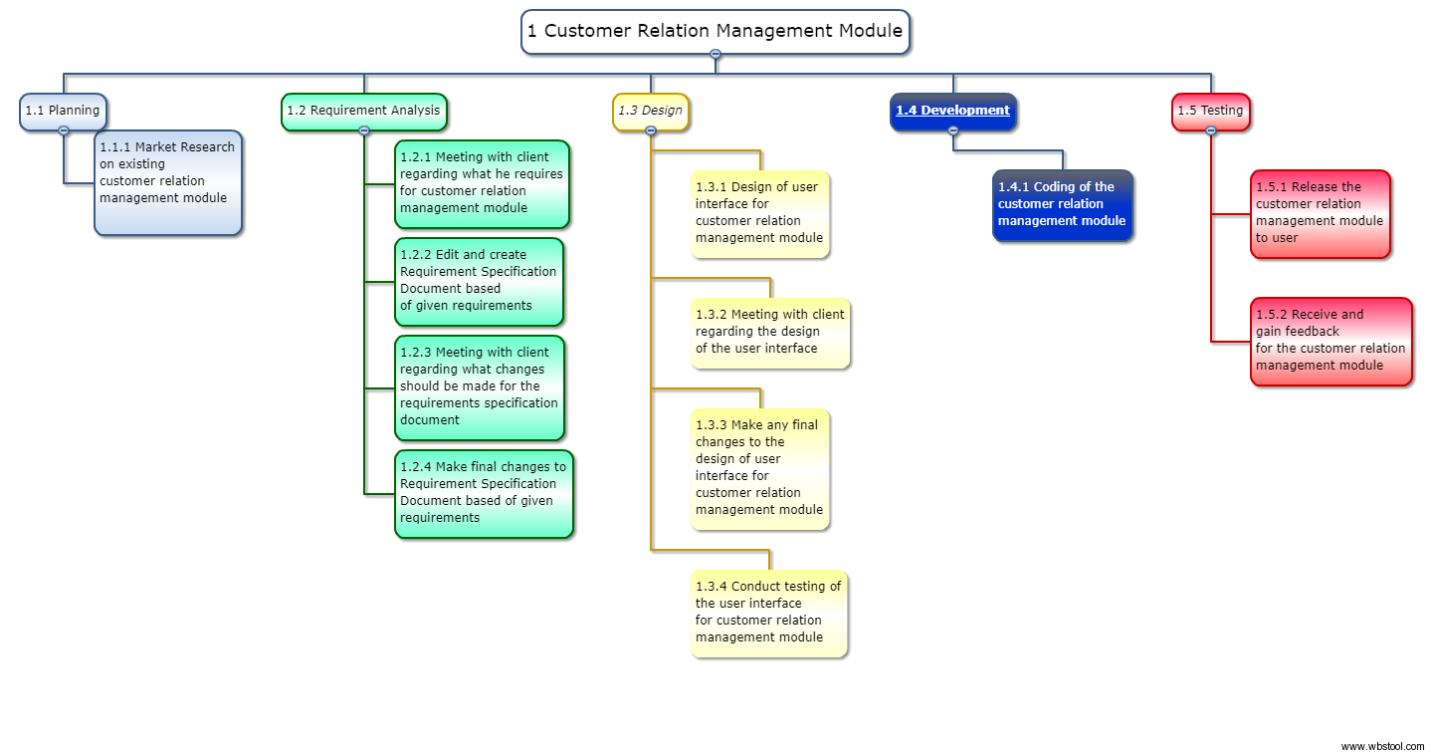 1 Customer Relation Management Module
1.1 Planning
1.1.1 Market Research
on existing
customer relation
management module
1.2 Requirement Analysis
1.2.1 Meeting with client
regarding what he requires
for customer relation
management module
1.2.2 Edit and create
Requirement Specification
Document based
of given requirements
1.2.3 Meeting with client
regarding what changes
should be made for the
requirements specification
document
1.2.4 Make final changes to
Requirement Specification
Document based of given
requirements
1.3 Design
1.3.1 Design of user
interface for
customer relation
management module
1.3.2 Meeting with client
regarding the design
of the user interface
1.3.3 Make any final
changes to the
design of user
interface for
customer relation
management module
1.3.4 Conduct testing of
the user interface
for customer relation
management module
1.4 Development
1.4.1 Coding of the
customer relation
management module
1.5 Testing
1.5.1 Release the
customer relation
management module
to user
1.5.2 Receive and
gain feedback
for the customer relation
management module
www.wbstool.com